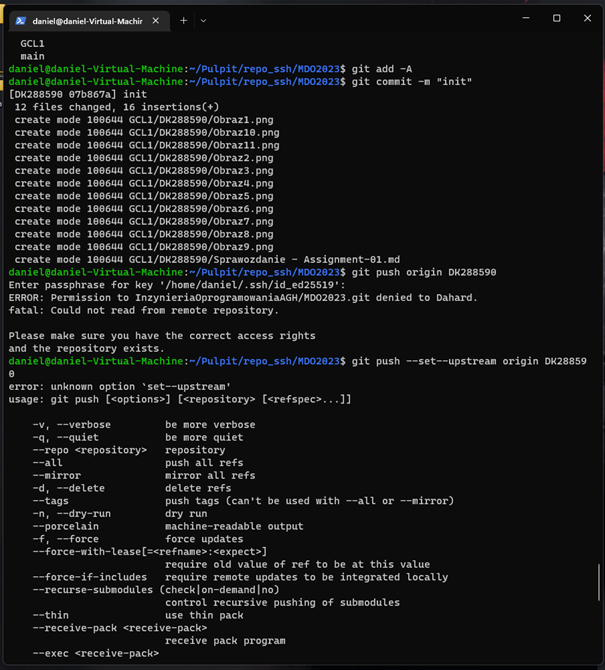 daniel@daniel-Virtual-Machin
GCL1
main
daniel@daniel-Virtual-Machine:~/Pulpit/repo_ssh/MDO2023$ git add -A
daniel@daniel-Virtual-Machine:~/Pulpit/repo_ssh/MDO2023$ git commit -m "init"
[DK288590 07b867a] init
12 files changed, 16 insertions(+)
create mode 100644 GCL1/DK288590/Obraz1.png
create mode 100644 GCL1/DK288590/Obraz10.png
create mode 100644 GCL1/DK288590/Obraz11.png
create mode 100644 GCL1/DK288590/Obraz2.png
create mode 100644 GCL1/DK288590/Obraz3.png
create mode 100644 GCL1/DK288590/Obraz4.png
create mode 100644 GCL1/DK288590/Obraz5.png
create mode 100644 GCL1/DK288590/Obraz6.png
create mode 100644 GCL1/DK288590/Obraz7.png
create mode 100644 GCL1/DK288590/Obraz8.png
create mode 100644 GCL1/DK288590/Obraz9.png
create mode 100644 GCL1/DK288590/Sprawozdanie - Assignment-01.md
daniel@daniel-Virtual-Machine:~/Pulpit/repo_ssh/MDO2023$ git push origin DK288590
Enter passphrase for key '/home/daniel/.ssh/id_ed25519':
ERROR: Permission to InzynieriaOprogramowaniaAGH/MDO2023.git denied to Dahard.
fatal: Could not read from remote repository.

Please make sure you have the correct access rights
and the repository exists.
daniel@daniel-Virtual-Machine:~/Pulpit/repo_ssh/MDO2023$ git push --set--upstream origin DK28859
0
error: unknown option `set--upstream'
usage: git push [<options>] [<repository> [<refspec>...]]

-v, --verbose be more verbose
-q, --quiet be more quiet
--repo <repository> repository
--all push all refs
--mirror mirror all refs
-d, --delete delete refs
--tags push tags (can't be used with --all or --mirror)
-n, --dry-run dry run
--porcelain machine-readable output
-f, --force force updates
--force-with-lease[=<refname>:<expect>]
require old value of ref to be at this value
--force-if-includes require remote updates to be integrated locally
--recurse-submodules (check|on-demand|no)
control recursive pushing of submodules
--thin use thin pack
--receive-pack <receive-pack>
receive pack program
--exec <receive-pack>